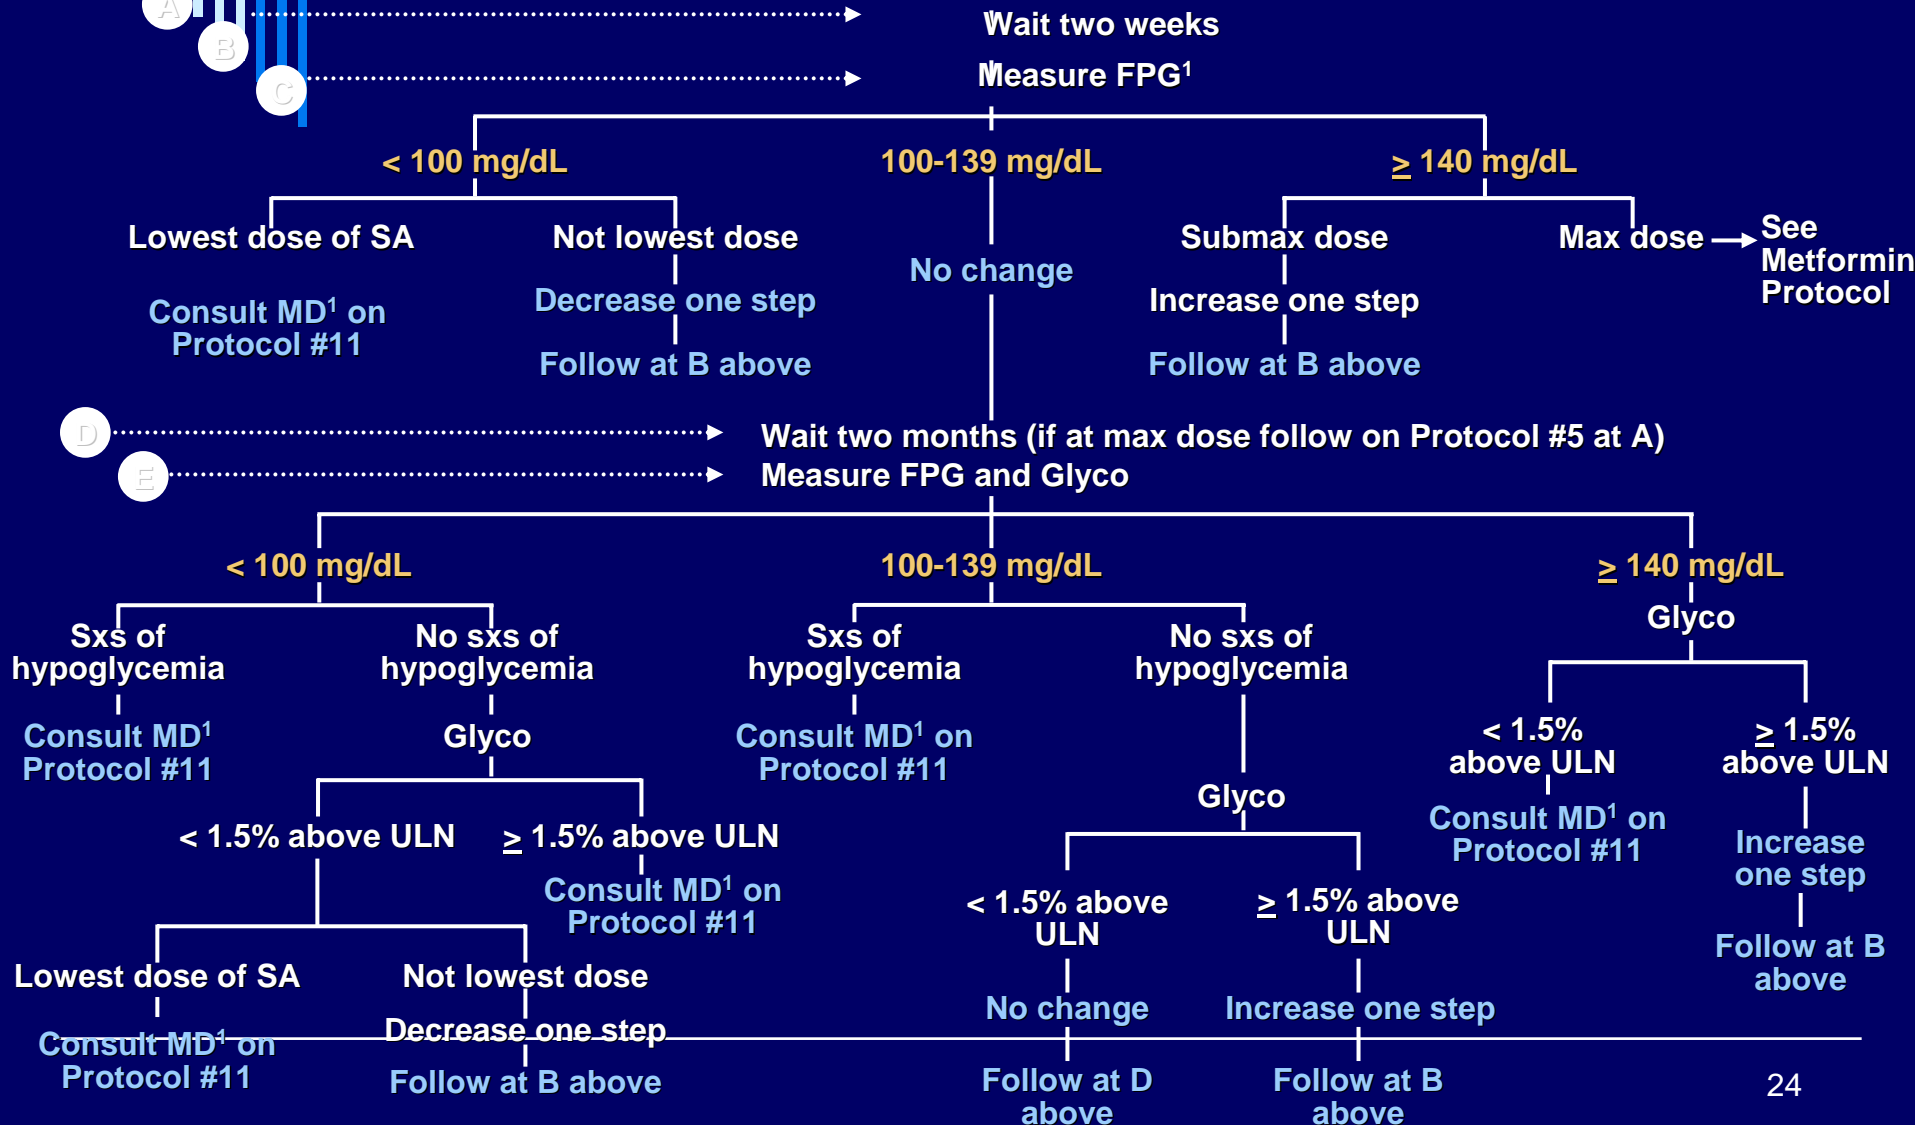 A
Wait two weeks
B
Measure FPG¹
C
< 100 mg/dL
100-139 mg/dL
≥ 140 mg/dL
Lowest dose of SA
Not lowest dose
Submax dose
Max dose
See
Metformin
Protocol
No change
Consult MD¹ on
Protocol #11
Decrease one step
Increase one step
Follow at B above
Follow at B above
D
Wait two months (if at max dose follow on Protocol #5 at A)
E
Measure FPG and Glyco
< 100 mg/dL
100-139 mg/dL
≥ 140 mg/dL
Glyco
Sxs of
hypoglycemia
No sxs of
hypoglycemia
Sxs of
hypoglycemia
No sxs of
hypoglycemia
Consult MD¹
Protocol #11
Glyco
Consult MD¹ on
Protocol #11
< 1.5%
above ULN
≥ 1.5%
above ULN
Glyco
Consult MD¹ on
Protocol #11
Increase
one step
< 1.5% above ULN
≥ 1.5% above ULN
Consult MD¹ on
Protocol #11
< 1.5% above
ULN
≥ 1.5% above
ULN
Follow at B
above
Lowest dose of SA
Not lowest dose
No change
Increase one step
Consult MD¹ on
Protocol #11
Decrease one step
Follow at B above
Follow at D
above
Follow at B
above
24